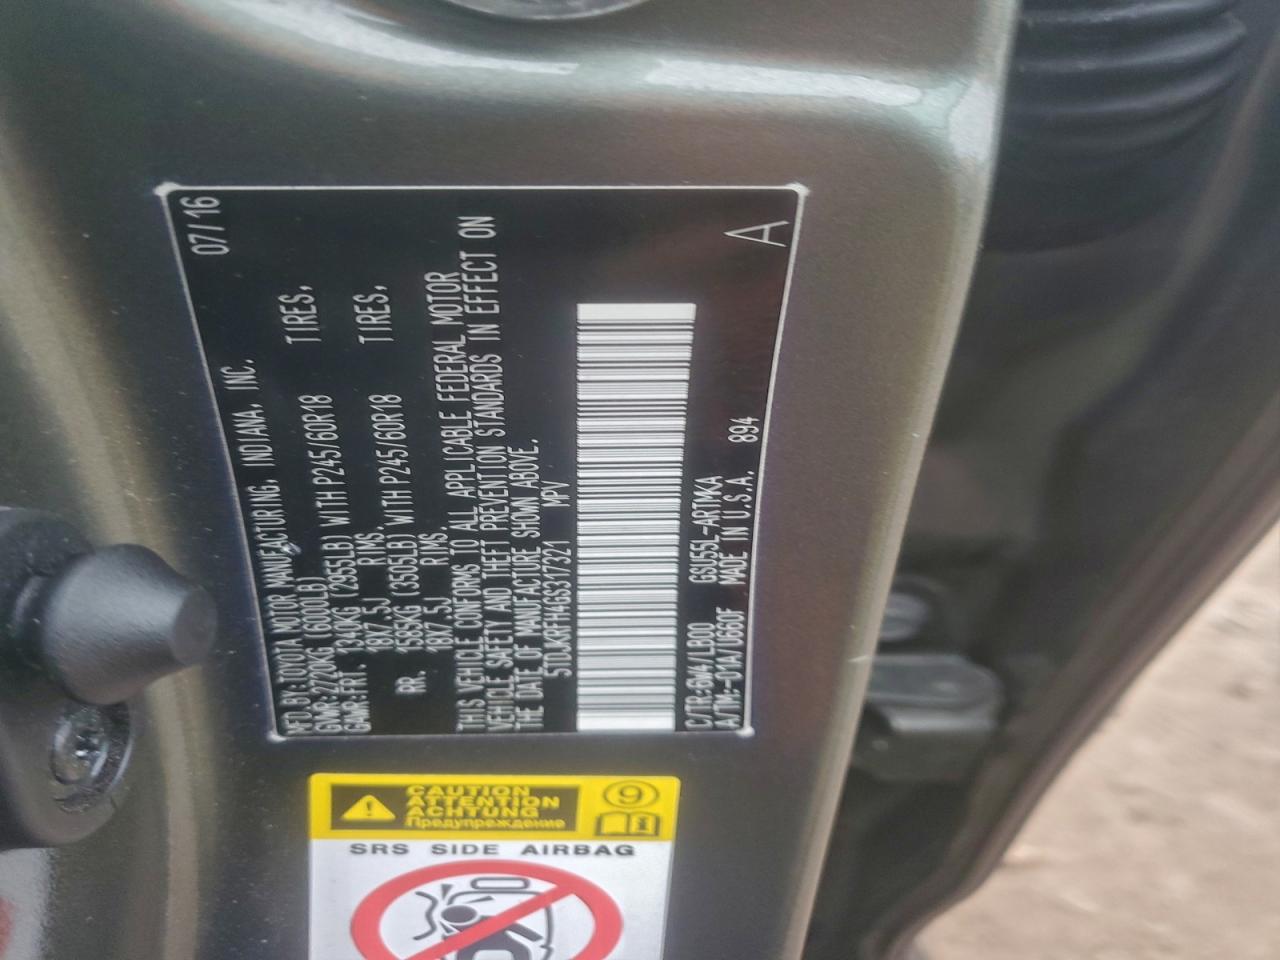 07/16
MFD.BY:TOYOTA MOTOR MANUFACTURING, INDIANA, INC.
GVWR:2720KG (6000LB)
GAWR:FRT. 1340KG (2955LB) WITH P245/60R18 TIRES,
18X7.5J RIMS.
RR. 1585KG (3505LB) WITH P245/60R18 TIRES,
18X7.5J RIMS.
THIS VEHICLE CONFORMS TO ALL APPLICABLE FEDERAL MOTOR
VEHICLE SAFETY AND THEFT PREVENTION STANDARDS IN EFFECT ON
THE DATE OF MANUFACTURE SHOWN ABOVE.
5TDJKRFH4GS317321 MPV
C/TR:6W4/LB00 GSU55L-ARTMKA
A/TM:-01A/U660F MADE IN U.S.A. 894
A
CAUTION
ATTENTION
ACHTUNG
Предупреждение
9
i
SRS SIDE AIRBAG